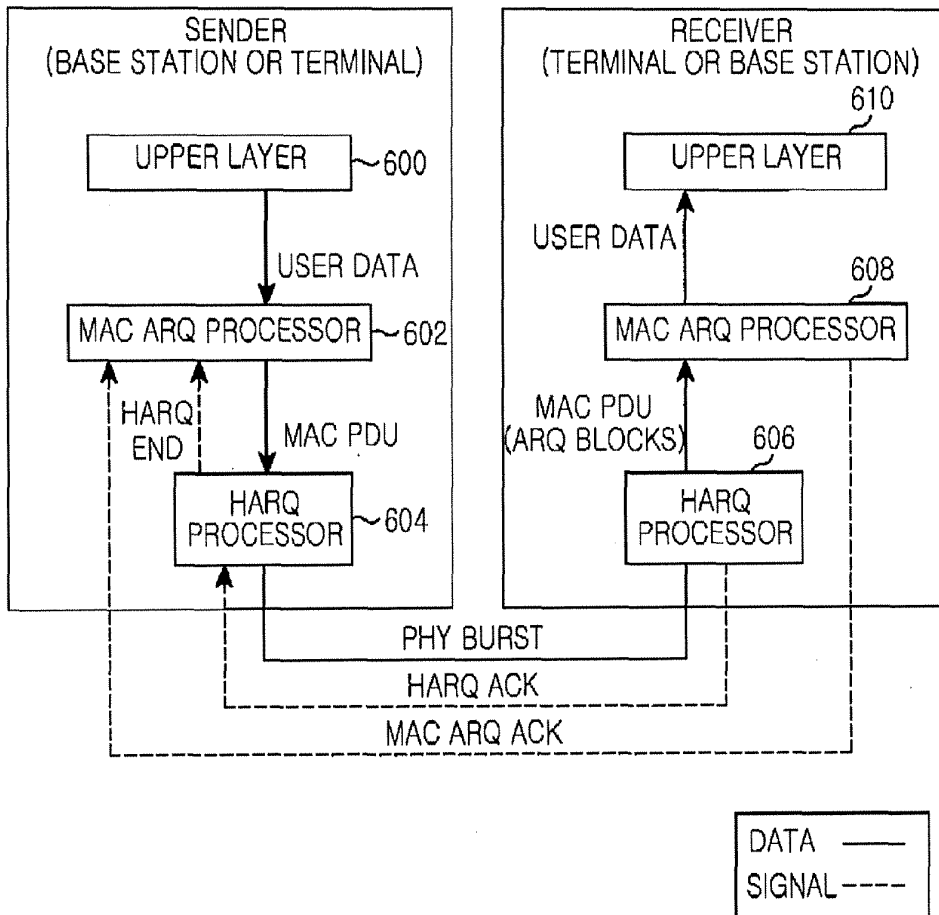 SENDER
(BASE STATION OR TERMINAL)
UPPER LAYER
600
USER DATA
MAC ARQ PROCESSOR
602
HARQ
END
MAC PDU
HARQ
PROCESSOR
604
RECEIVER
(TERMINAL OR BASE STATION)
610
UPPER LAYER
USER DATA
608
MAC ARQ PROCESSOR
MAC PDU
(ARQ BLOCKS)
606
HARQ
PROCESSOR
PHY BURST
HARQ ACK
MAC ARQ ACK
DATA
SIGNAL